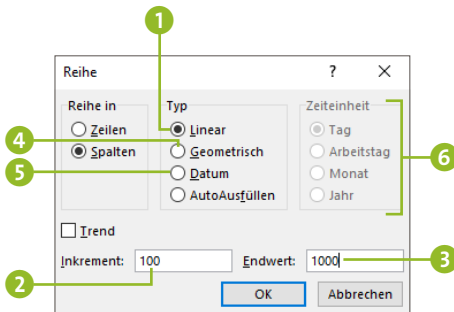 1
Reihe ? ×
Reihe in Typ Zeiteinheit
Zeilen Linear Tag
4 Spalten Geometrisch Arbeitstag 6
5 Datum Monat
AutoAusfüllen Jahr
Trend
Inkrement: 100 Endwert: 1000 3
2
OK Abbrechen